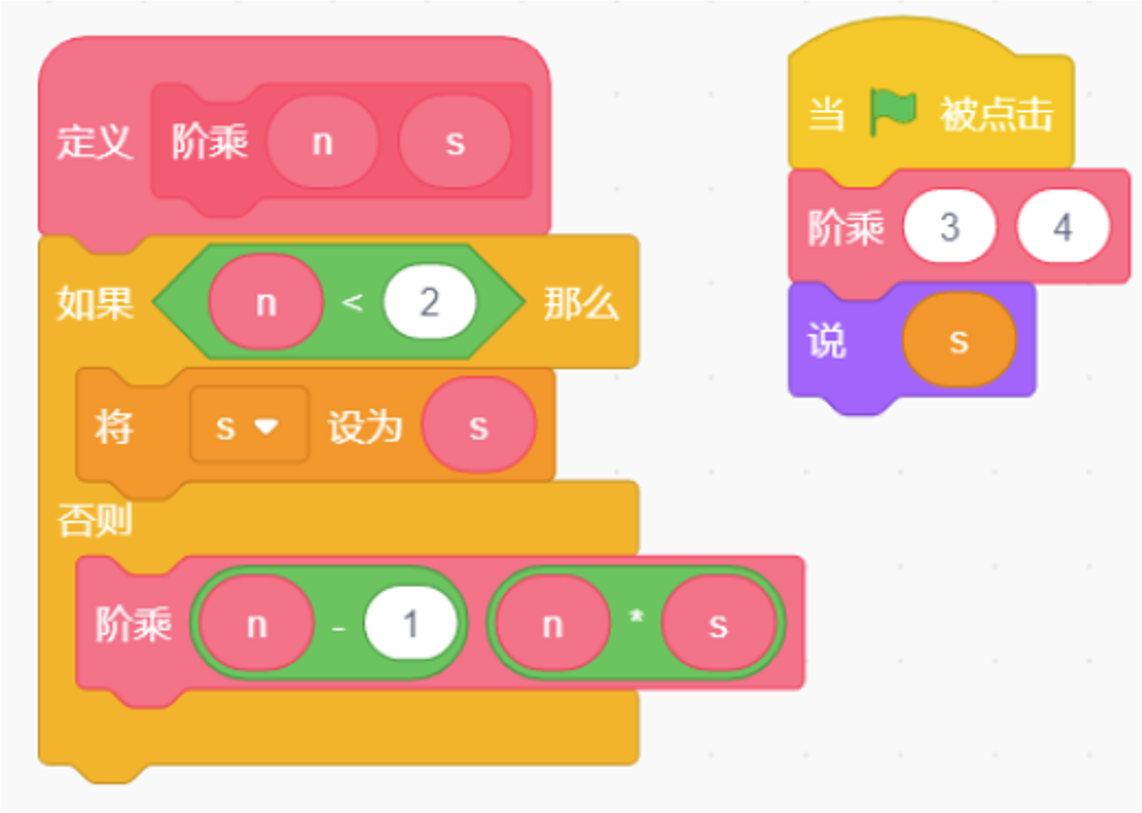 定义 阶乘 n s
如果 n < 2 那么
将 s 设为 s
否则
阶乘 n - 1 n * s
当 被点击
阶乘 3 4
说 s